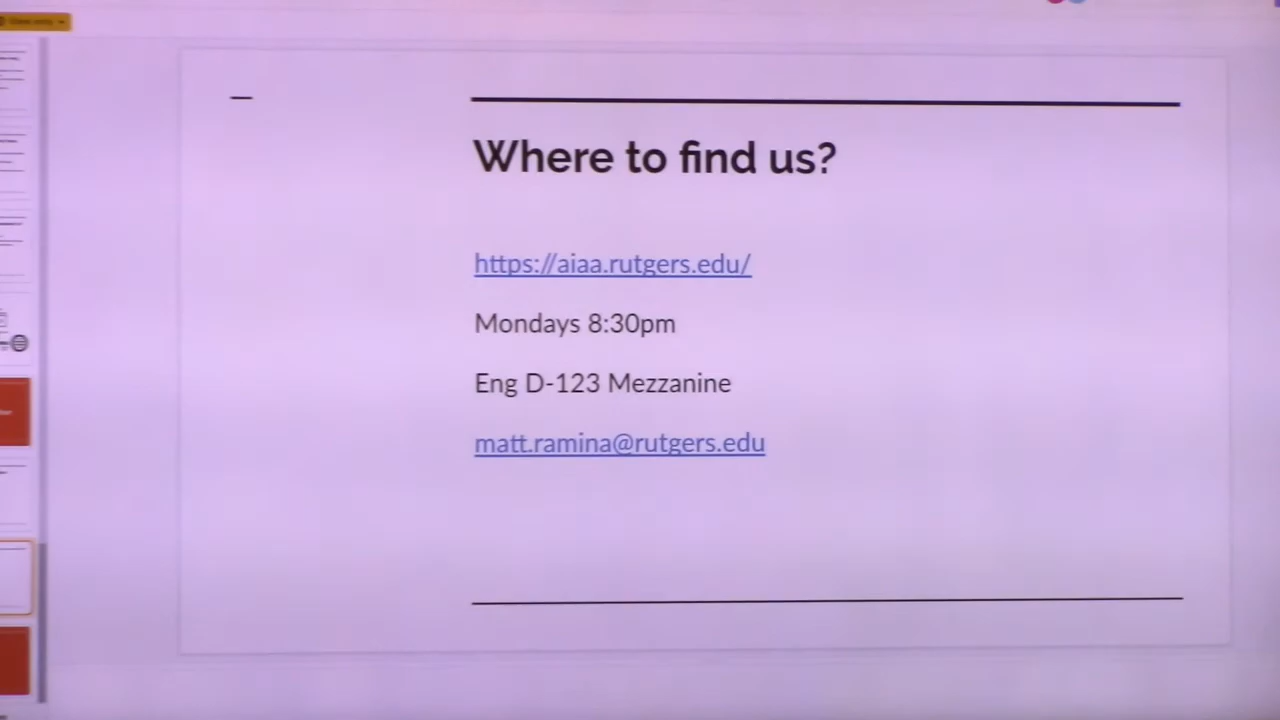 Where to find us?
https://aiaa.rutgers.edu/
Mondays 8:30pm
Eng D-123 Mezzanine
matt.ramina@rutgers.edu